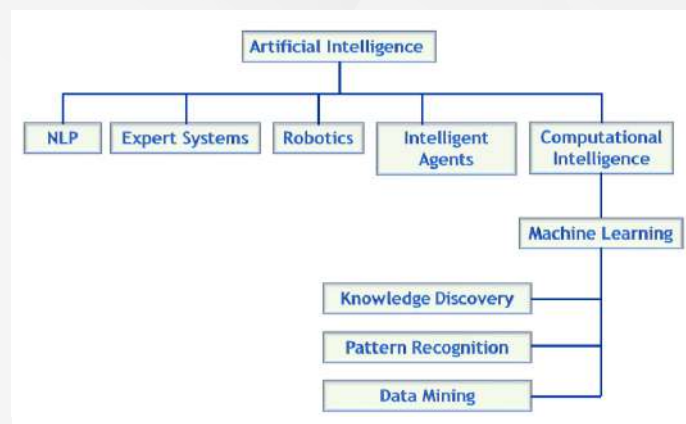 Artificial Intelligence
NLP
Expert Systems
Robotics
Intelligent
Agents
Computational
Intelligence
Machine Learning
Knowledge Discovery
Pattern Recognition
Data Mining